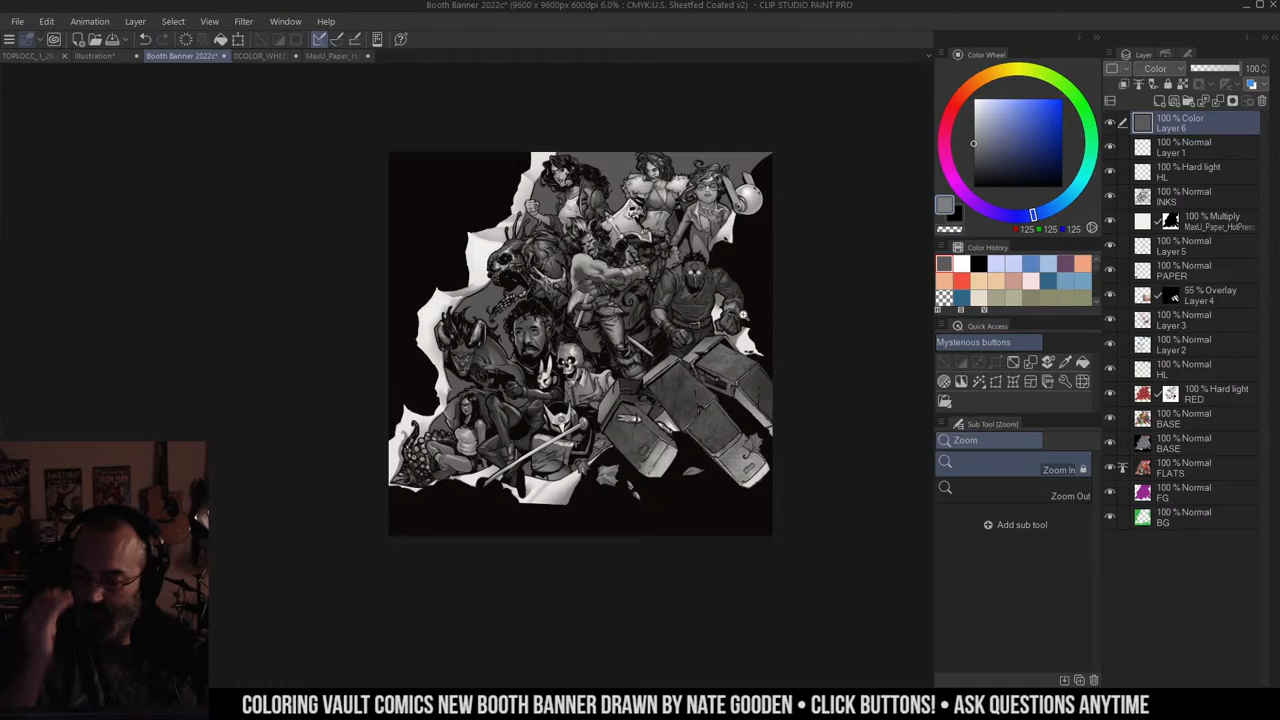 Booth Banner 2022c* (9600 x 9600px 600dpi 6.0% : CMYK:U.S. Sheetfed Coated v2) - CLIP STUDIO PAINT PRO
File Edit Animation Layer Select View Filter Window Help
TOPLOCC_1_29 Illustration* Booth Banner 2022c* 0COLOR_WHEE MaxU_Paper_H
Color Wheel
125 125 125
Color History
H S V
Quick Access
Mysterious buttons
Sub Tool [Zoom]
Zoom
Zoom In
Zoom Out
Add sub tool
Layer
Color 100
100 % Color
Layer 6
100 % Normal
Layer 1
100 % Hard light
HL
100 % Normal
INKS
100 % Multiply
MaxU_Paper_HotPress
100 % Normal
Layer 5
100 % Normal
PAPER
55 % Overlay
Layer 4
100 % Normal
Layer 3
100 % Normal
Layer 2
100 % Normal
HL
100 % Hard light
RED
100 % Normal
BASE
100 % Normal
BASE
100 % Normal
FLATS
100 % Normal
FG
100 % Normal
BG
COLORING VAULT COMICS NEW BOOTH BANNER DRAWN BY NATE GOODEN • CLICK BUTTONS! • ASK QUESTIONS ANYTIME